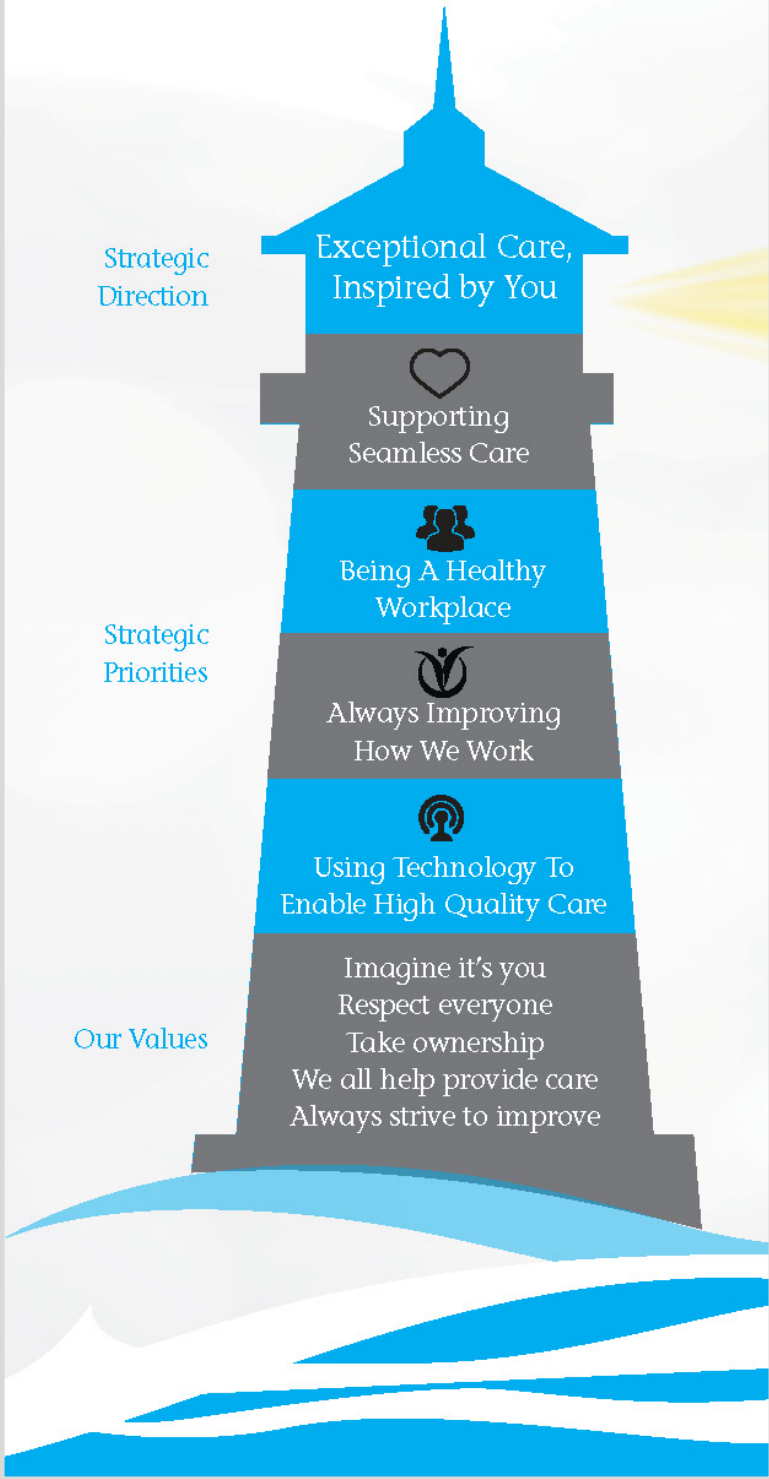 Strategic
Direction
Exceptional Care,
Inspired by You
Supporting
Seamless Care
Being A Healthy
Workplace
Strategic
Priorities
Always Improving
How We Work
Using Technology To
Enable High Quality Care
Our Values
Imagine it's you
Respect everyone
Take ownership
We all help provide care
Always strive to improve